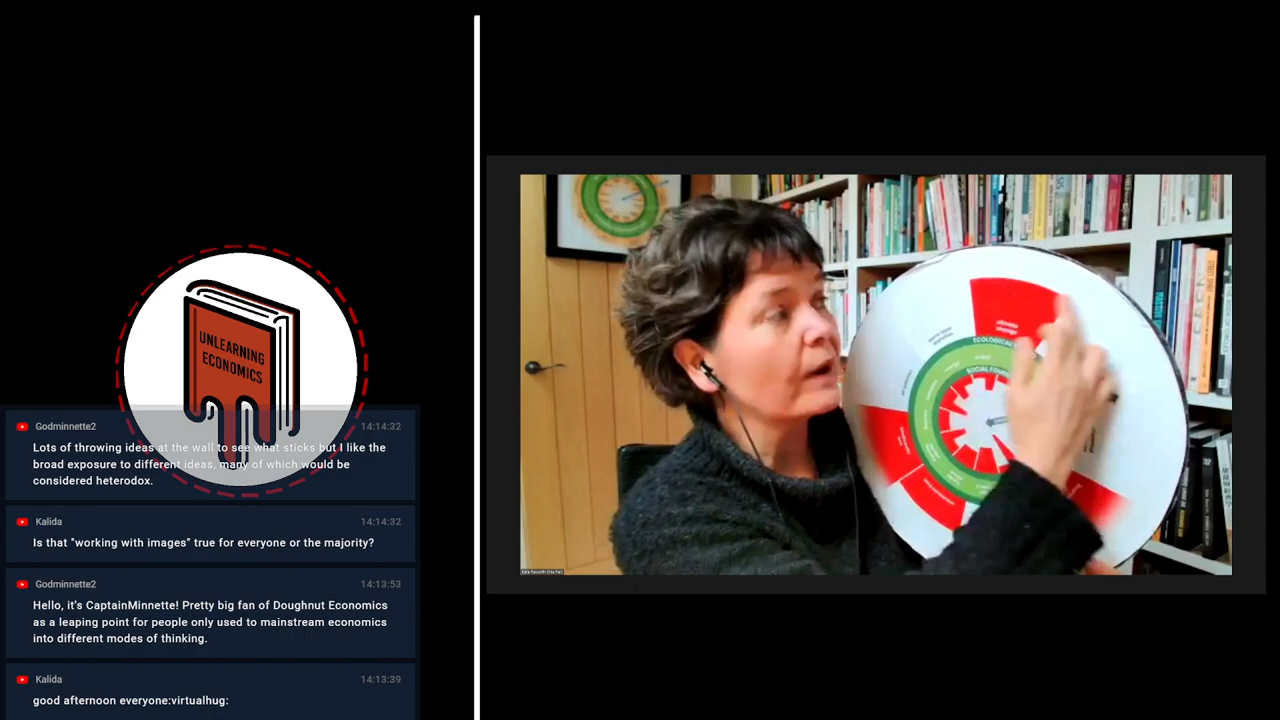 UNLEARNING
ECONOMICS
Godminnette2 14:14:32
Lots of throwing ideas at the wall to see what sticks but I like the
broad exposure to different ideas, many of which would be
considered heterodox.
Kalida 14:14:32
Is that "working with images" true for everyone or the majority?
Godminnette2 14:13:53
Hello, it's CaptainMinnette! Pretty big fan of Doughnut Economics
as a leaping point for people only used to mainstream economics
into different modes of thinking.
Kalida 14:13:39
good afternoon everyone:virtualhug:
climate
change
ECOLOGICAL
SOCIAL FOUN